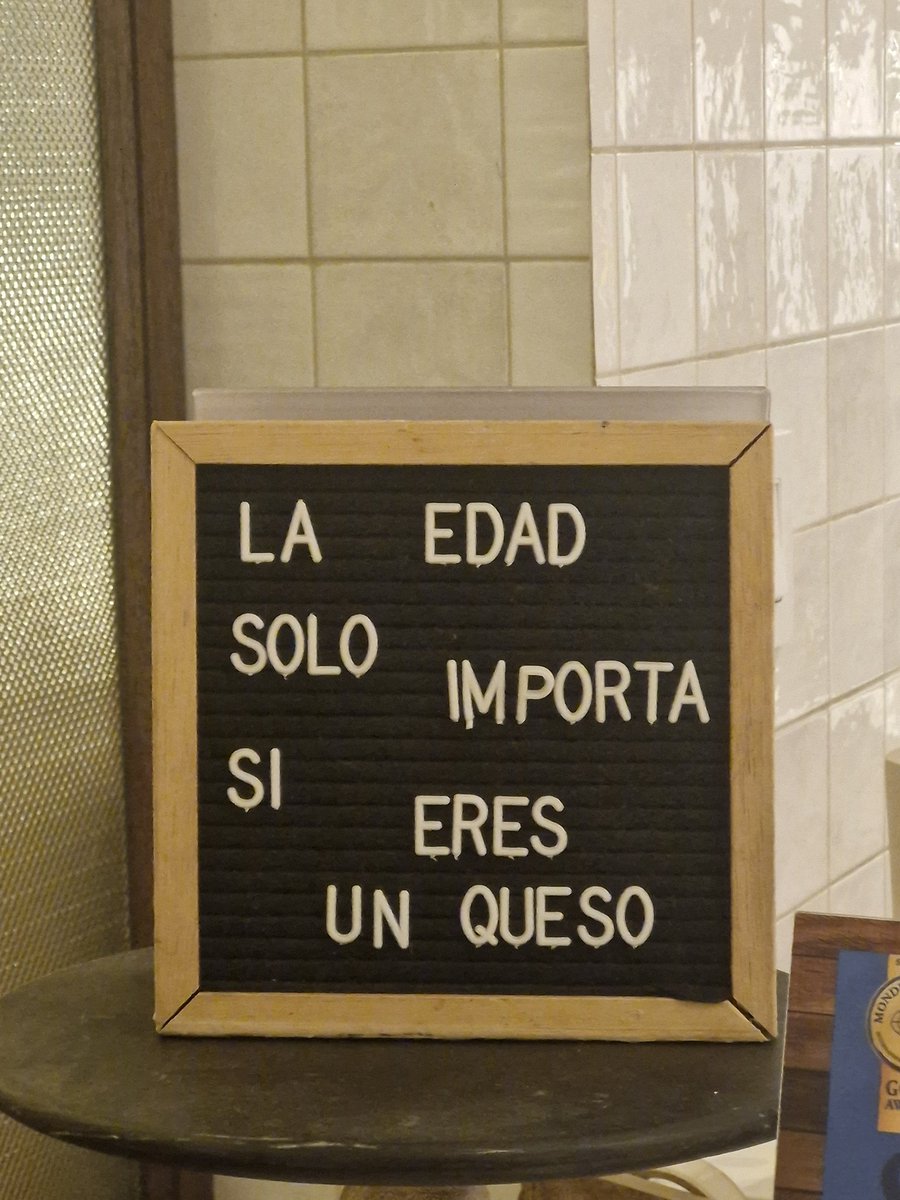 LA EDAD
SOLO
IMPORTA
SI
ERES
UN QUESO